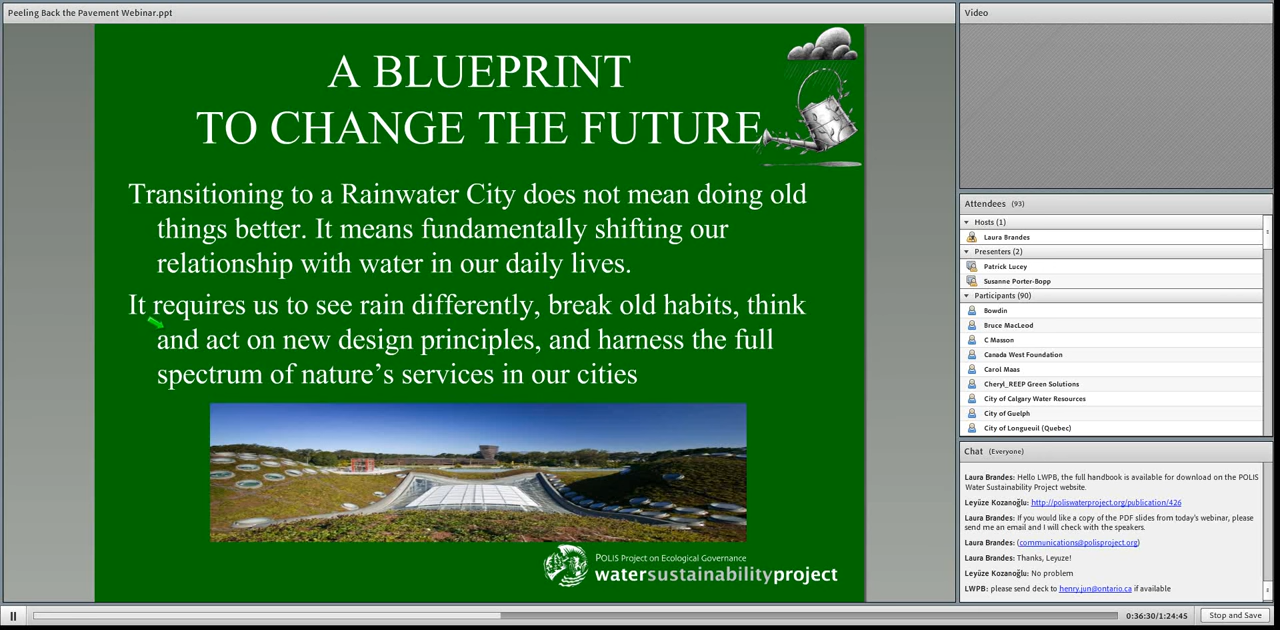 Peeling Back the Pavement Webinar.ppt
A BLUEPRINT
TO CHANGE THE FUTURE
Transitioning to a Rainwater City does not mean doing old
things better. It means fundamentally shifting our
relationship with water in our daily lives.
It requires us to see rain differently, break old habits, think
and act on new design principles, and harness the full
spectrum of nature's services in our cities
POLIS Project on Ecological Governance
watersustainabilityproject
Video
Attendees (93)
Hosts (1)
Laura Brandes
Presenters (2)
Patrick Lucey
Susanne Porter-Bopp
Participants (90)
Bowdin
Bruce MacLeod
C Masson
Canada West Foundation
Carol Maas
Cheryl_REEP Green Solutions
City of Calgary Water Resources
City of Guelph
City of Longueuil (Quebec)
Chat (Everyone)
Laura Brandes: Hello LWPB, the full handbook is available for download on the POLIS
Water Sustainability Project website.
Leyûze Kozanoğlu: http://poliswaterproject.org/publication/426
Laura Brandes: If you would like a copy of the PDF slides from today's webinar, please
send me an email and I will check with the speakers.
Laura Brandes: (communications@polisproject.org)
Laura Brandes: Thanks, Leyuze!
Leyûze Kozanoğlu: No problem
LWPB: please send deck to henry.jun@ontario.ca if available
0:36:30/1:24:45
Stop and Save